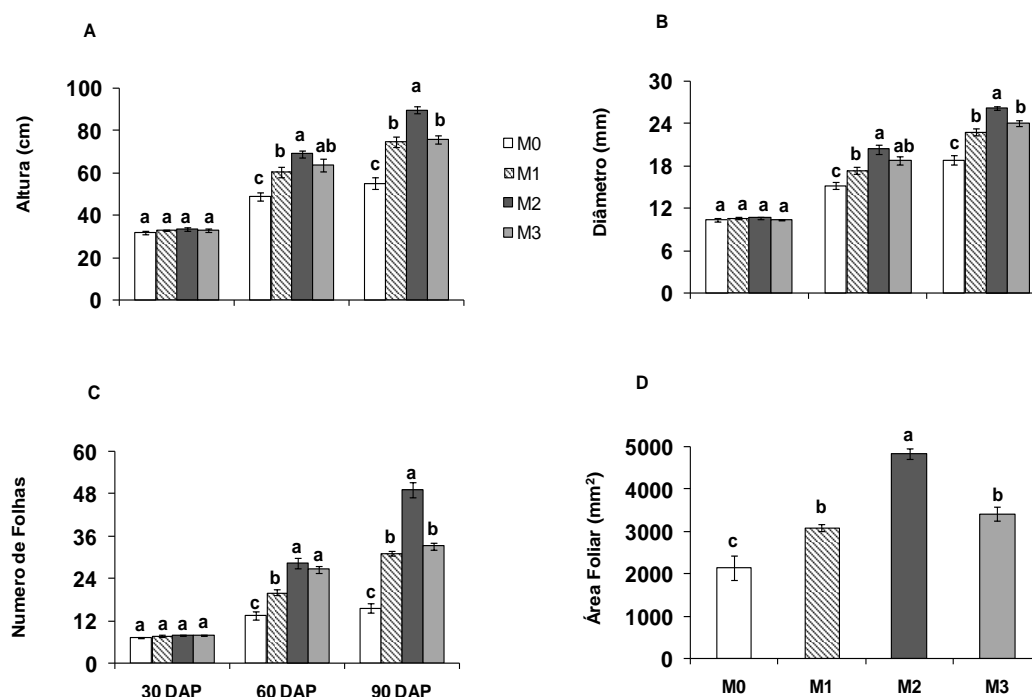 A
Altura (cm)
100
80
60
40
20
0
a a a a
c b a ab
c b a b
M0
M1
M2
M3
B
Diâmetro (mm)
30
24
18
12
6
0
a a a a
c b a ab
c b a b
C
Numero de Folhas
60
48
36
24
12
0
a a a a
c b a a
c b a b
30 DAP 60 DAP 90 DAP
D
Área Foliar (mm²)
5000
4000
3000
2000
1000
0
c b a b
M0 M1 M2 M3